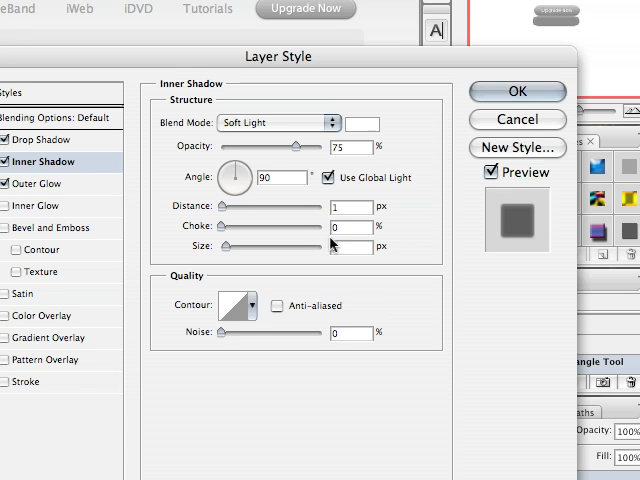 eBand iWeb iDVD Tutorials Upgrade Now
Upgrade Now
A
Layer Style
Styles
Blending Options: Default
Drop Shadow
Inner Shadow
Outer Glow
Inner Glow
Bevel and Emboss
Contour
Texture
Satin
Color Overlay
Gradient Overlay
Pattern Overlay
Stroke
Inner Shadow
Structure
Blend Mode: Soft Light
Opacity: 75 %
Angle: 90 ° Use Global Light
Distance: 1 px
Choke: 0 %
Size: px
Quality
Contour: Anti-aliased
Noise: 0 %
OK
Cancel
New Style...
Preview
es ×
angle Tool
aths
Opacity: 100%
Fill: 100%